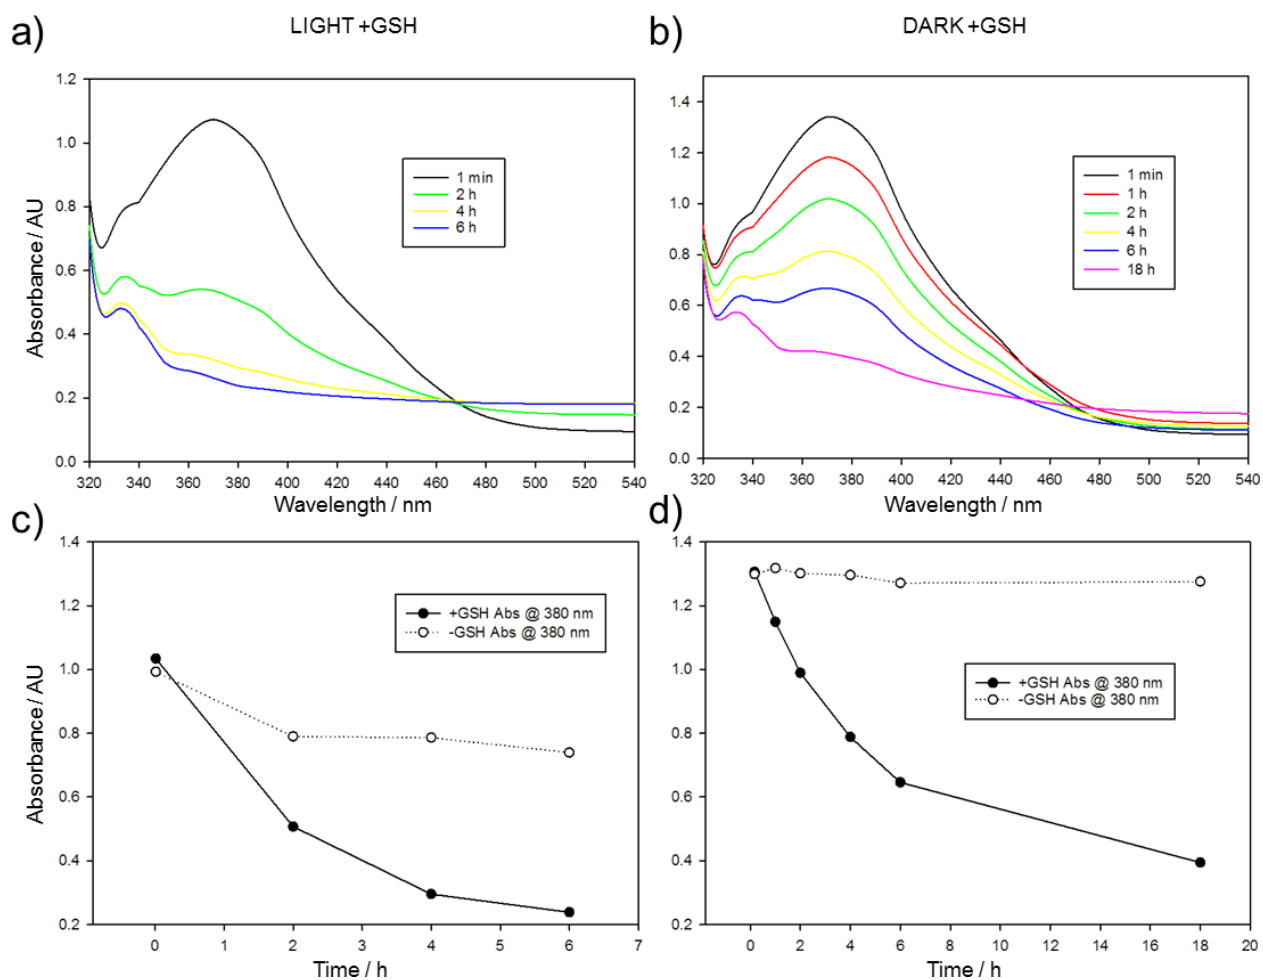 a)
LIGHT +GSH
b)
DARK +GSH
1.2
1.0
0.8
0.6
0.4
0.2
0.0
Absorbance / AU
1 min
2 h
4 h
6 h
320 340 360 380 400 420 440 460 480 500 520 540
Wavelength / nm
1.4
1.2
1.0
0.8
0.6
0.4
0.2
0.0
1 min
1 h
2 h
4 h
6 h
18 h
320 340 360 380 400 420 440 460 480 500 520 540
Wavelength / nm
c)
1.4
1.2
1.0
0.8
0.6
0.4
0.2
Absorbance / AU
+GSH Abs @ 380 nm
-GSH Abs @ 380 nm
0 1 2 3 4 5 6 7
Time / h
d)
1.4
1.2
1.0
0.8
0.6
0.4
0.2
+GSH Abs @ 380 nm
-GSH Abs @ 380 nm
0 2 4 6 8 10 12 14 16 18 20
Time / h